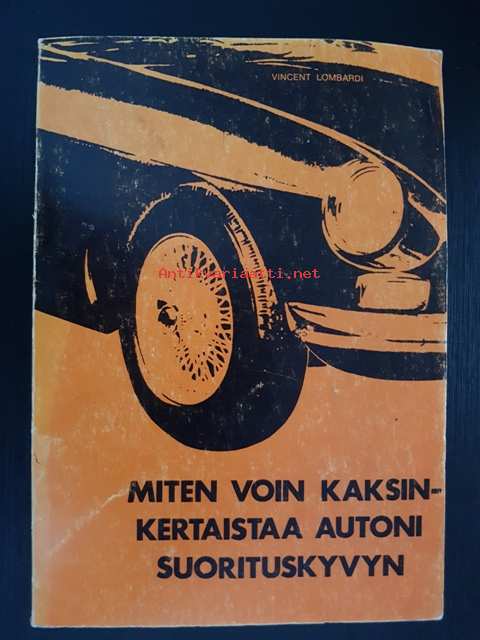 VINCENT LOMBARDI
Antikvariaatti.net
MITEN VOIN KAKSIN-
KERTAISTAA AUTONI
SUORITUSKYVYN